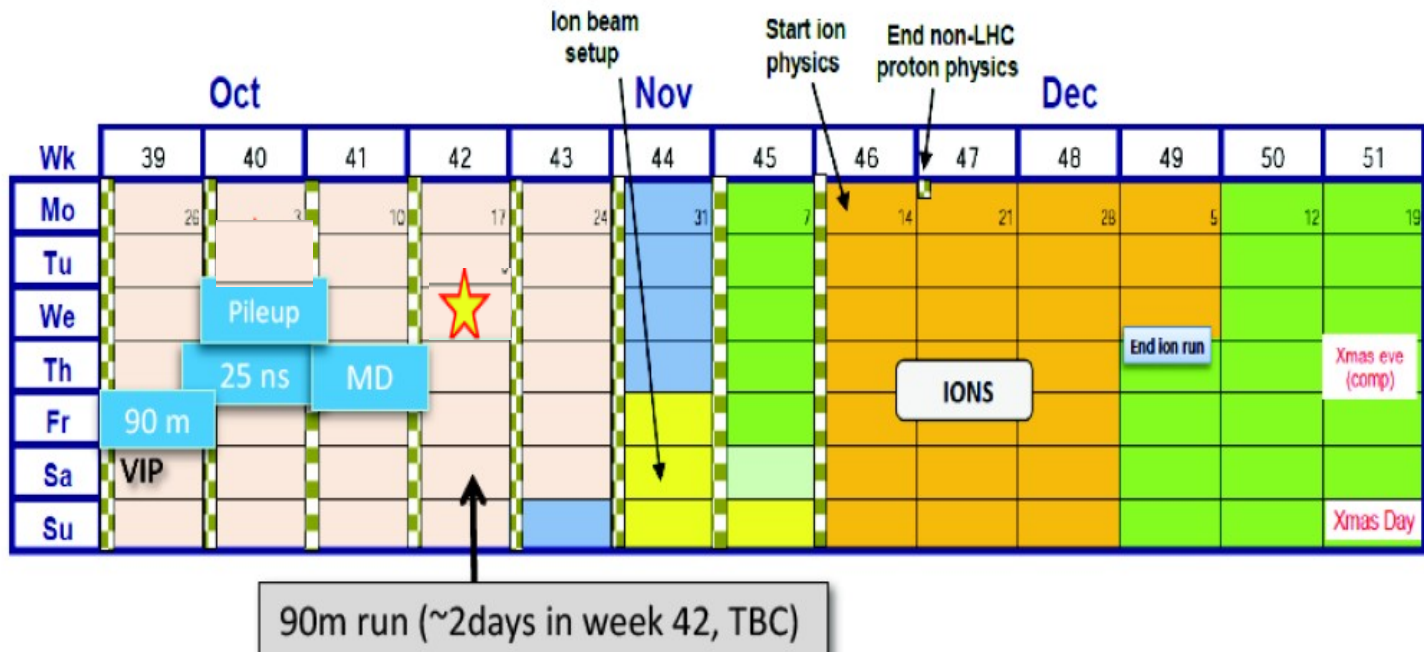 Ion beam
setup
Start ion
physics
End non-LHC
proton physics
Oct
Nov
Dec
Wk 39 40 41 42 43 44 45 46 47 48 49 50 51
Mo 26 3 10 17 24 31 7 14 21 28 5 12 19
Tu
We Pileup
Th 25 ns MD IONS End ion run Xmas eve
(comp)
Fr 90 m
Sa VIP
Su Xmas Day
90m run (~2days in week 42, TBC)